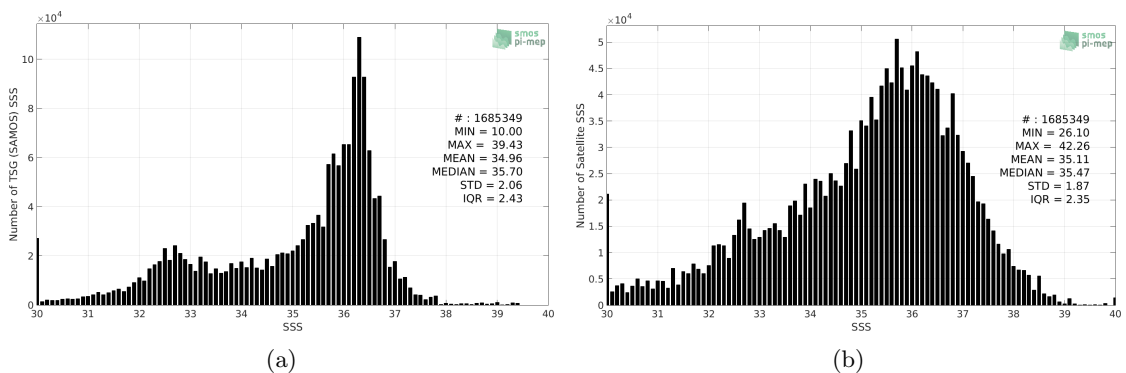 ×10⁴
smos
pi-mep
Number of TSG (SAMOS) SSS
10
8
6
4
2
0
# : 1685349
MIN = 10.00
MAX = 39.43
MEAN = 34.96
MEDIAN = 35.70
STD = 2.06
IQR = 2.43
30 31 32 33 34 35 36 37 38 39 40
SSS
(a)
×10⁴
smos
pi-mep
Number of Satellite SSS
5
4.5
4
3.5
3
2.5
2
1.5
1
0.5
0
# : 1685349
MIN = 26.10
MAX = 42.26
MEAN = 35.11
MEDIAN = 35.47
STD = 1.87
IQR = 2.35
30 31 32 33 34 35 36 37 38 39 40
SSS
(b)